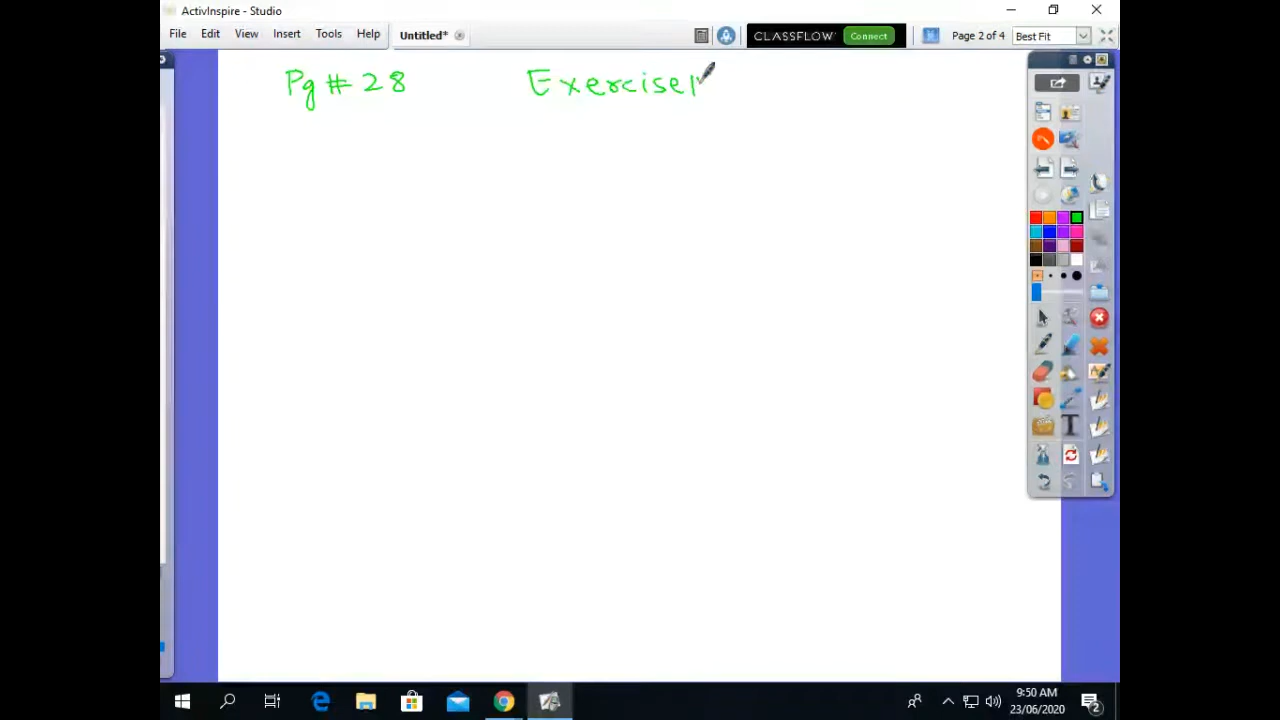 ActivInspire - Studio
File Edit View Insert Tools Help Untitled* CLASSFLOW Connect Page 2 of 4 Best Fit
Pg # 28 Exercise
T
9:50 AM
23/06/2020
2